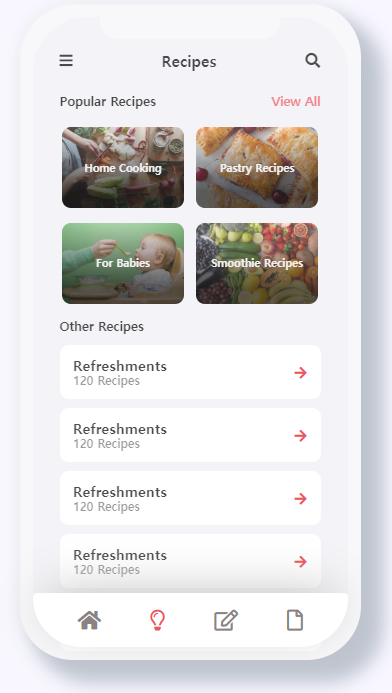 Recipes
Popular Recipes View All
Home Cooking
Pastry Recipes
For Babies
Smoothie Recipes
Other Recipes
Refreshments
120 Recipes
Refreshments
120 Recipes
Refreshments
120 Recipes
Refreshments
120 Recipes